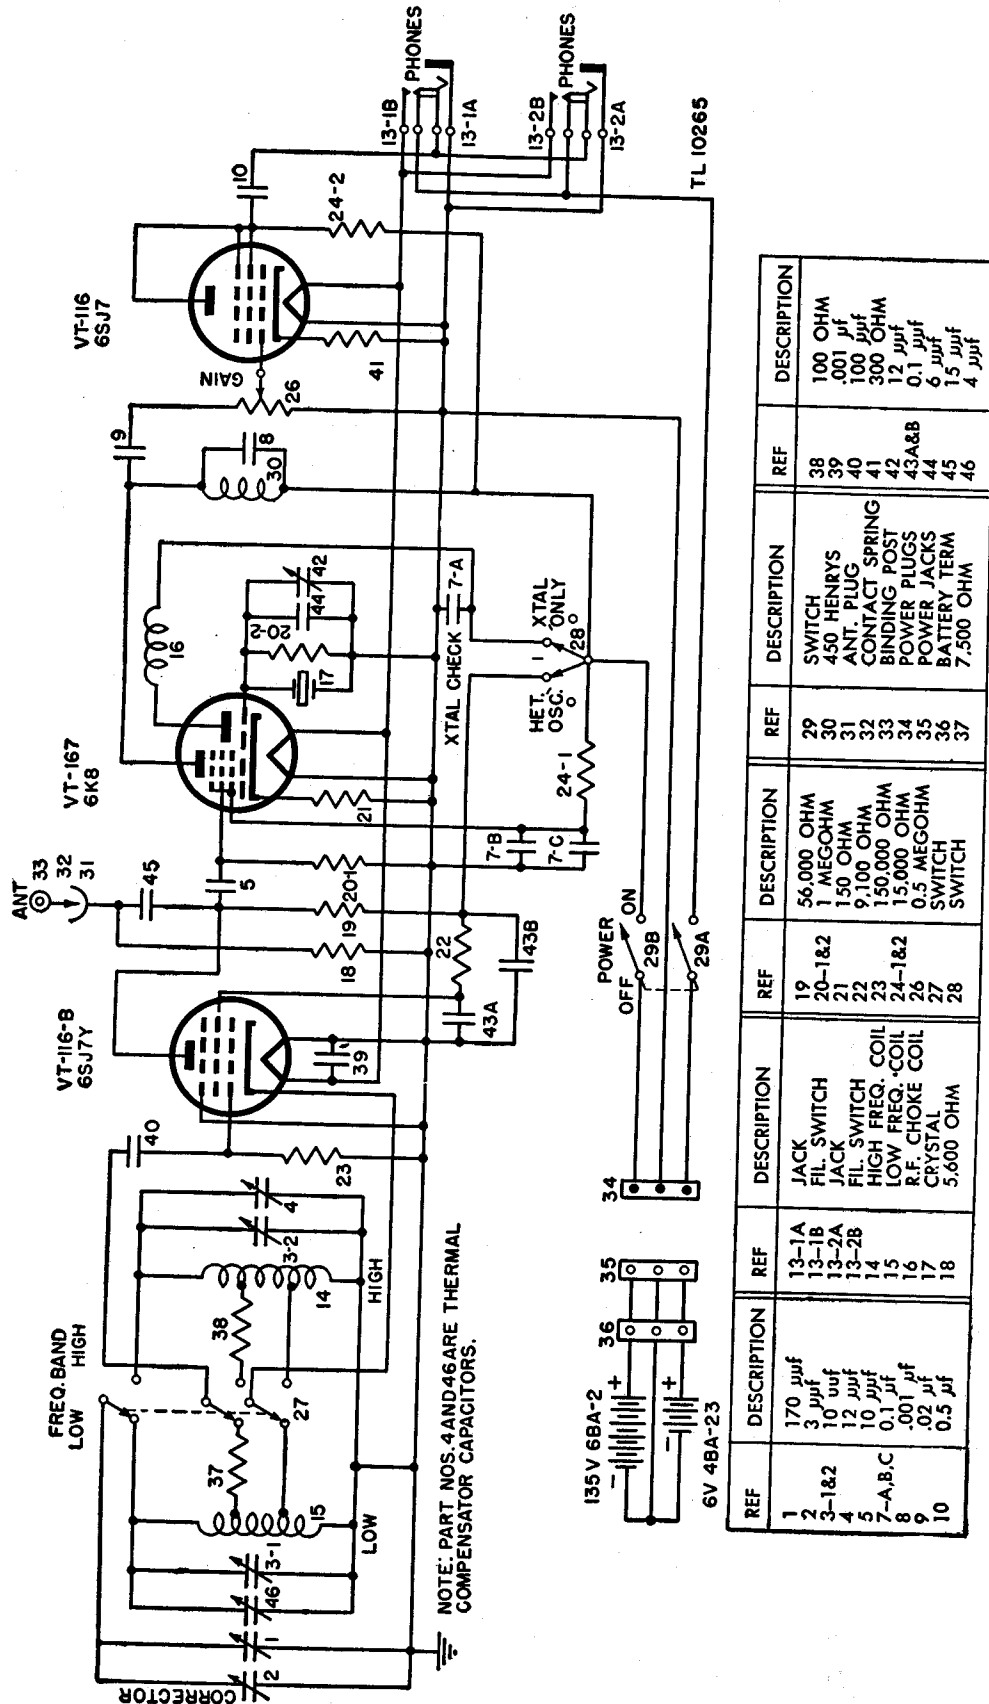 CORRECTOR
2
1
46
3-1
15
LOW
FREQ. BAND
LOW HIGH
37
27
38
14
HIGH
3-2
4
40
23
NOTE: PART NOS. 4 AND 46 ARE THERMAL
COMPENSATOR CAPACITORS.
VT-116-B
6SJ7Y
39
43A
22
43B
18
19
ANT
33
32
31
45
5
20-1
VT-167
6K8
21
7-B
7-C
24-1
16
17
20-2
44
42
7-A
XTAL CHECK
HET.
OSC.
1
XTAL
ONLY
28
9
30
8
GAIN
26
VT-116
6SJ7
41
24-2
10
13-1B
PHONES
13-1A
13-2B
PHONES
13-2A
TL 10265
POWER
OFF
ON
29B
29A
34
35
36
135V 6BA-2
- +
- +
6V 4BA-23
REF DESCRIPTION REF DESCRIPTION REF DESCRIPTION REF DESCRIPTION REF DESCRIPTION
1 170 µµf 13-1A JACK 19 56,000 OHM 29 SWITCH 38 100 OHM
2 3 µµf 13-1B FIL. SWITCH 20-1&2 1 MEGOHM 30 450 HENRYS 39 .001 µf
3-1&2 10 uuf 13-2A JACK 21 150 OHM 31 ANT. PLUG 40 100 µµf
4 12 µµf 13-2B FIL. SWITCH 22 9,100 OHM 32 CONTACT SPRING 41 300 OHM
5 10 µµf 14 HIGH FREQ. COIL 23 150,000 OHM 33 BINDING POST 42 12 µµf
7-A,B,C 0.1 µf 15 LOW FREQ. COIL 24-1&2 15,000 OHM 34 POWER PLUGS 43A&B 0.1 µµf
8 .001 µf 16 R.F. CHOKE COIL 26 0.5 MEGOHM 35 POWER JACKS 44 6 µµf
9 .02 µf 17 CRYSTAL 27 SWITCH 36 BATTERY TERM 45 15 µµf
10 0.5 µf 18 5,600 OHM 28 SWITCH 37 7,500 OHM 46 4 µµf